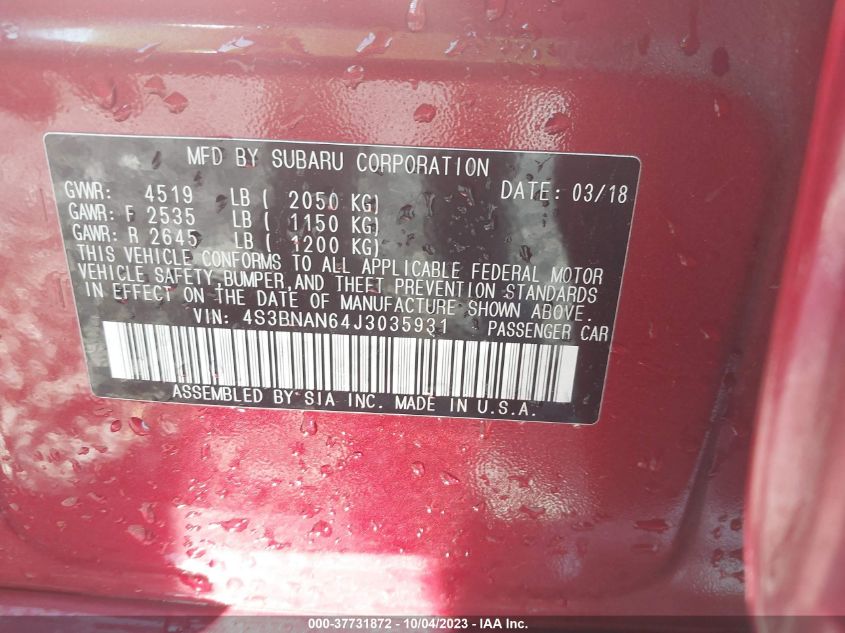 MFD BY SUBARU CORPORATION
GVWR: 4519 LB ( 2050 KG) DATE: 03/18
GAWR: F 2535 LB ( 1150 KG)
GAWR: R 2645 LB ( 1200 KG)
THIS VEHICLE CONFORMS TO ALL APPLICABLE FEDERAL MOTOR
VEHICLE SAFETY,BUMPER,AND THEFT PREVENTION STANDARDS
IN EFFECT ON THE DATE OF MANUFACTURE SHOWN ABOVE.
VIN: 4S3BNAN64J3035931 PASSENGER CAR
ASSEMBLED BY SIA INC. MADE IN U.S.A.
000-37731872 - 10/04/2023 - IAA Inc.